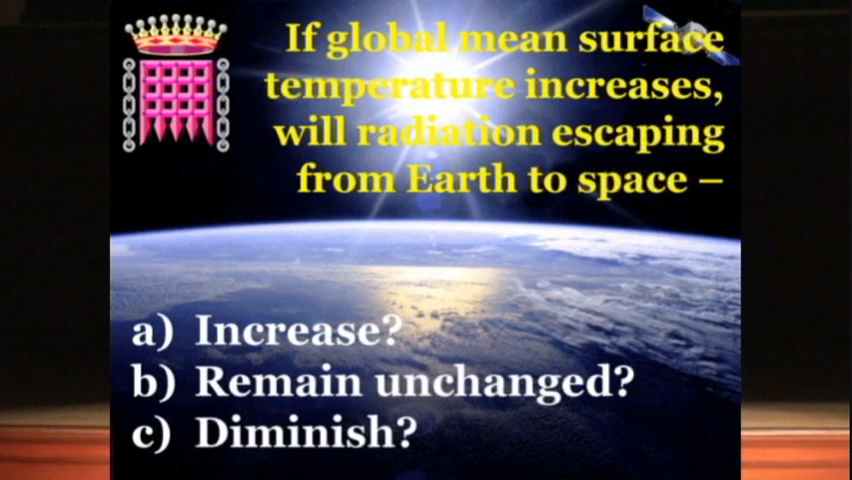 If global mean surface
temperature increases,
will radiation escaping
from Earth to space –
a) Increase?
b) Remain unchanged?
c) Diminish?